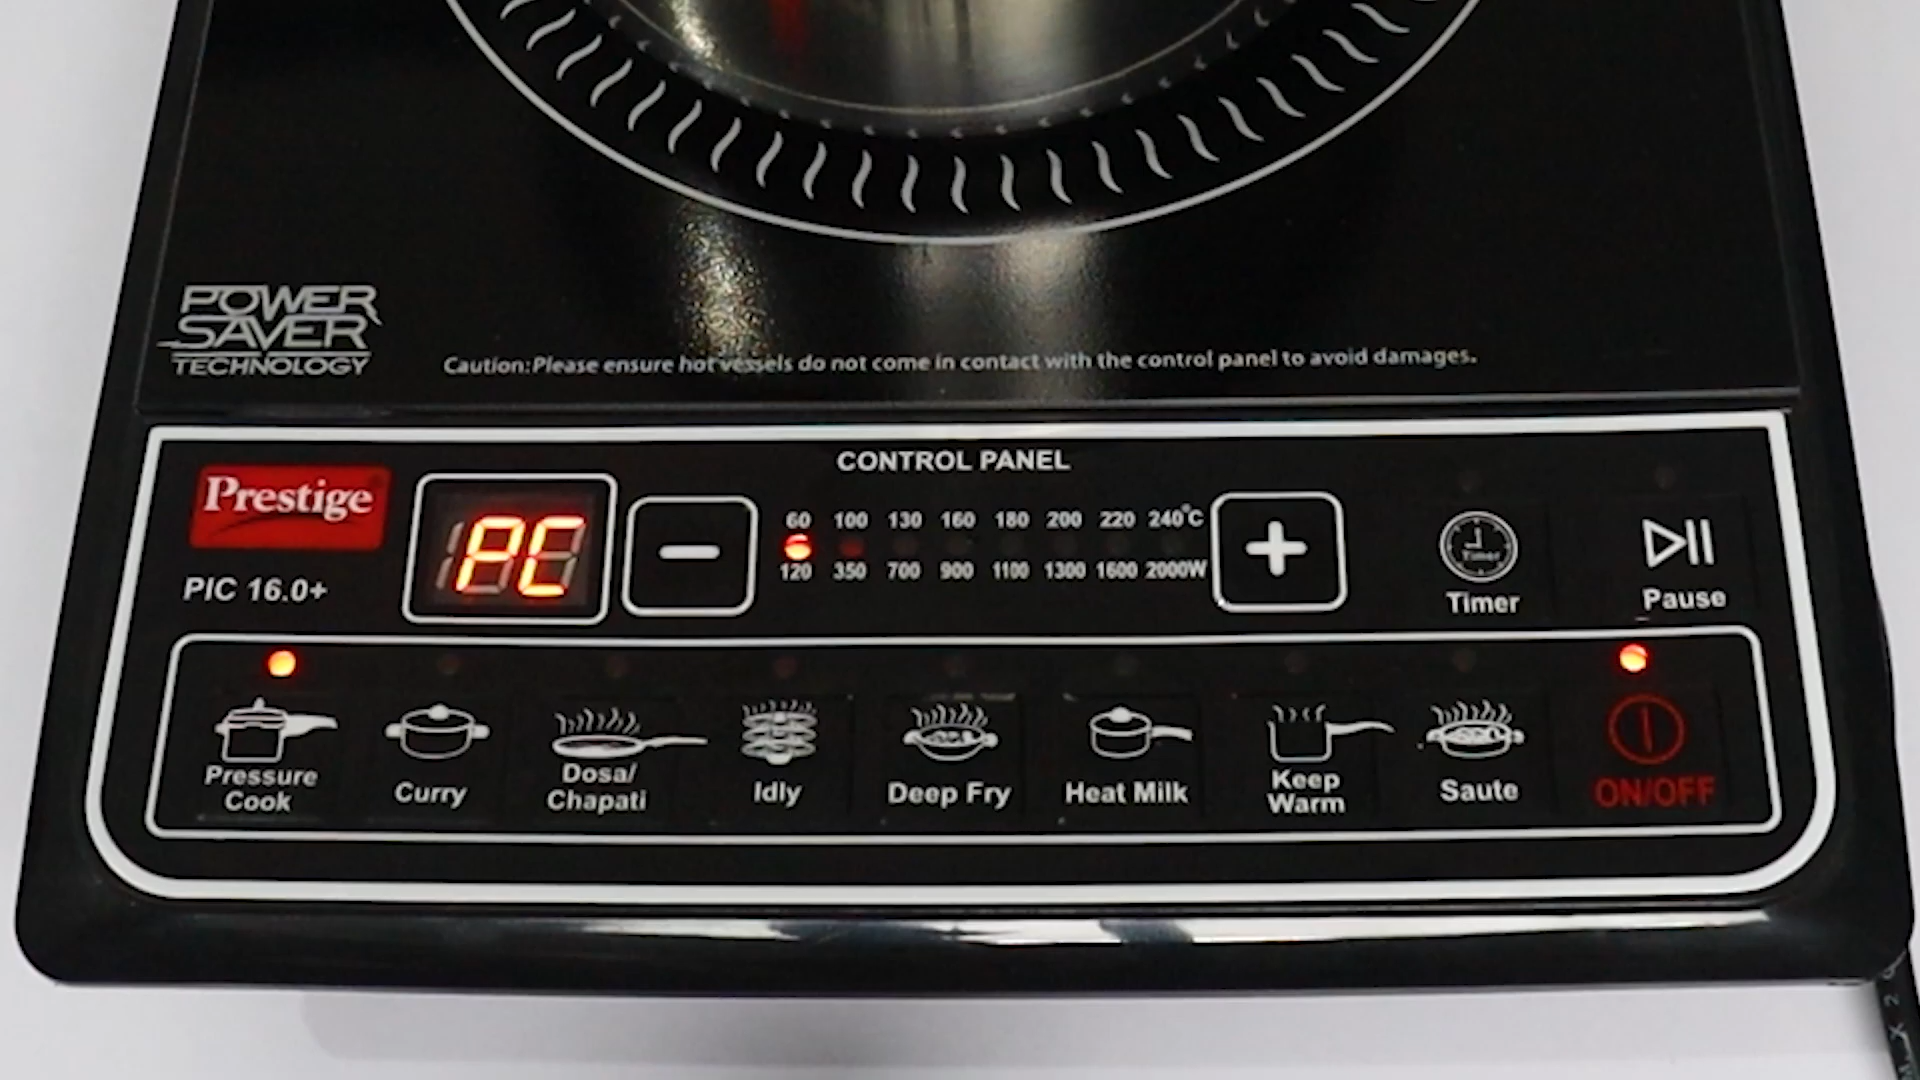 POWER
SAVER
TECHNOLOGY
Caution:Please ensure hot vessels do not come in contact with the control panel to avoid damages.
CONTROL PANEL
Prestige
PIC 16.0+
PC
60 100 130 160 180 200 220 240°C
120 350 700 900 1100 1300 1600 2000W
Timer
Timer
Pause
Pressure
Cook
Curry
Dosa/
Chapati
Idly
Deep Fry
Heat Milk
Keep
Warm
Saute
ON/OFF